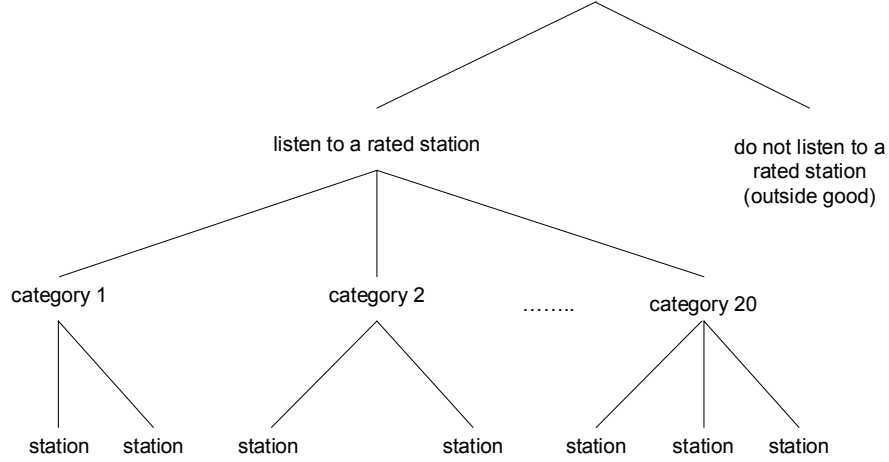 listen to a rated station
do not listen to a
rated station
(outside good)
category 1
category 2
........
category 20
station
station
station
station
station
station
station